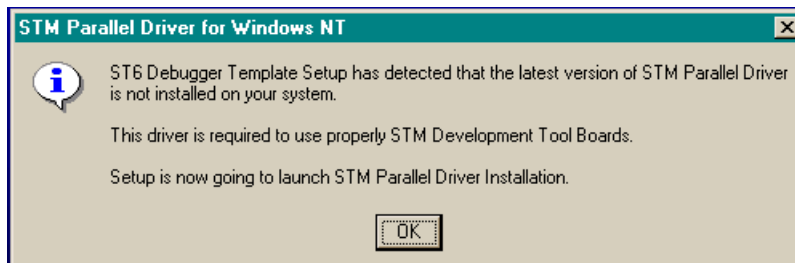 STM Parallel Driver for Windows NT
ST6 Debugger Template Setup has detected that the latest version of STM Parallel Driver
is not installed on your system.
This driver is required to use properly STM Development Tool Boards.
Setup is now going to launch STM Parallel Driver Installation.
OK